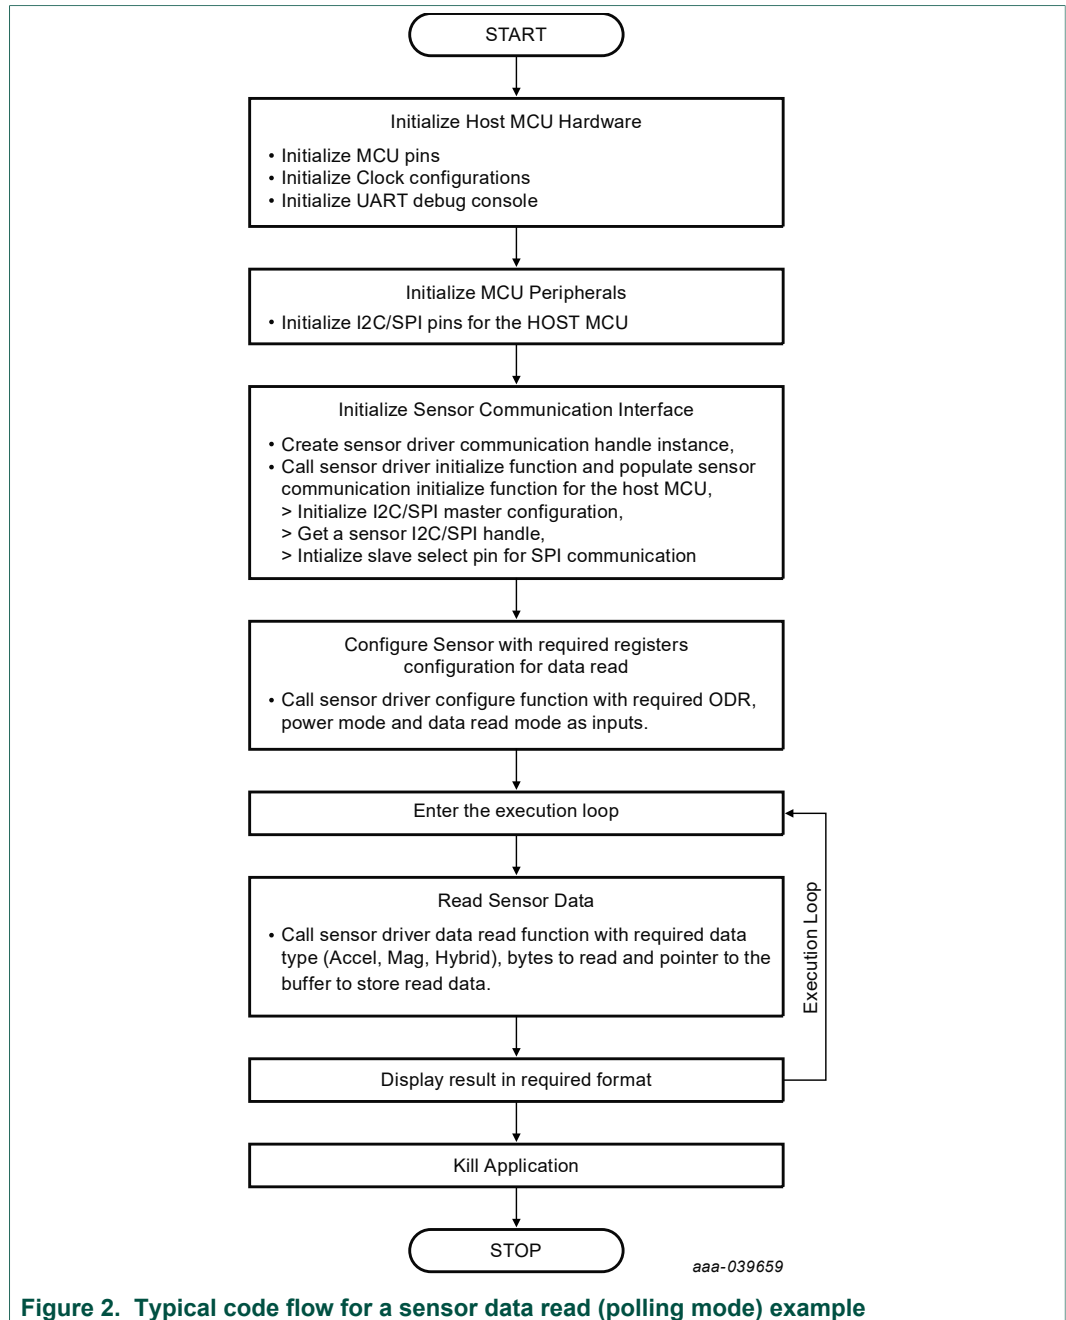 START
Initialize Host MCU Hardware
• Initialize MCU pins
• Initialize Clock configurations
• Initialize UART debug console
Initialize MCU Peripherals
• Initialize I2C/SPI pins for the HOST MCU
Initialize Sensor Communication Interface
• Create sensor driver communication handle instance,
• Call sensor driver initialize function and populate sensor
communication initialize function for the host MCU,
> Initialize I2C/SPI master configuration,
> Get a sensor I2C/SPI handle,
> Intialize slave select pin for SPI communication
Configure Sensor with required registers
configuration for data read
• Call sensor driver configure function with required ODR,
power mode and data read mode as inputs.
Enter the execution loop
Read Sensor Data
• Call sensor driver data read function with required data
type (Accel, Mag, Hybrid), bytes to read and pointer to the
buffer to store read data.
Execution Loop
Display result in required format
Kill Application
STOP
aaa-039659
Figure 2. Typical code flow for a sensor data read (polling mode) example